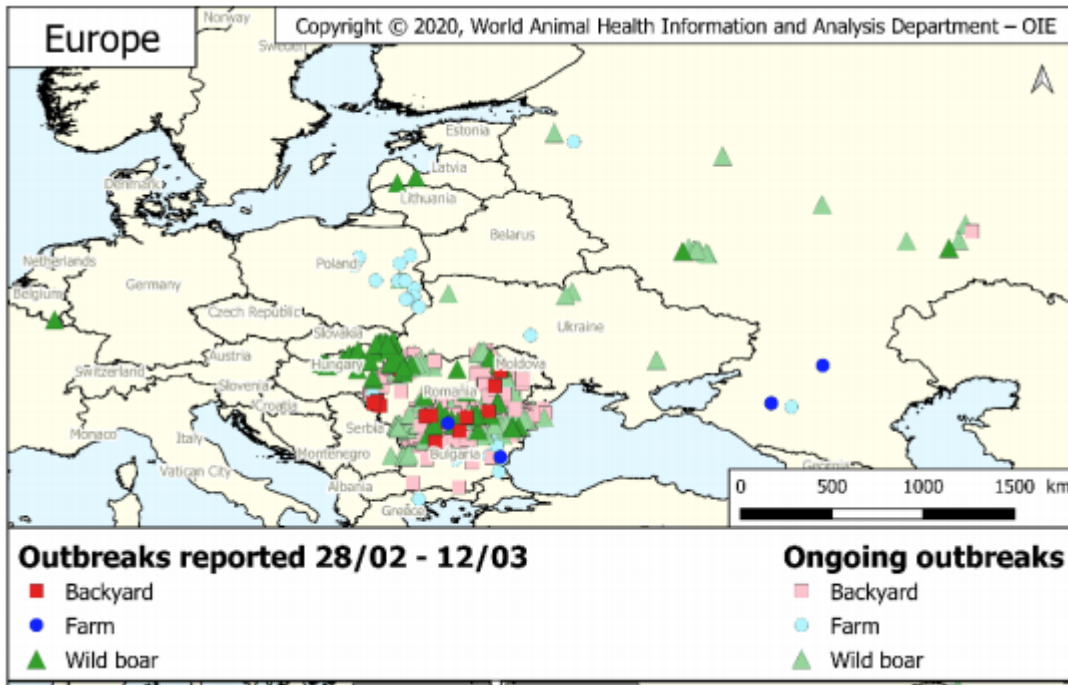 Europe
Copyright © 2020, World Animal Health Information and Analysis Department – OIE
Norway
Sweden
Estonia
Latvia
Denmark
Lithuania
Belarus
Netherlands
Poland
Belgium
Germany
Czech Republic
Ukraine
Slovakia
Austria
Moldova
Switzerland
Hungary
Slovenia
Romania
Croatia
Serbia
Monaco
Italy
Montenegro
Bulgaria
Vatican City
Georgia
Albania
Greece
0 500 1000 1500 km
Outbreaks reported 28/02 - 12/03
Ongoing outbreaks
Backyard
Backyard
Farm
Farm
Wild boar
Wild boar